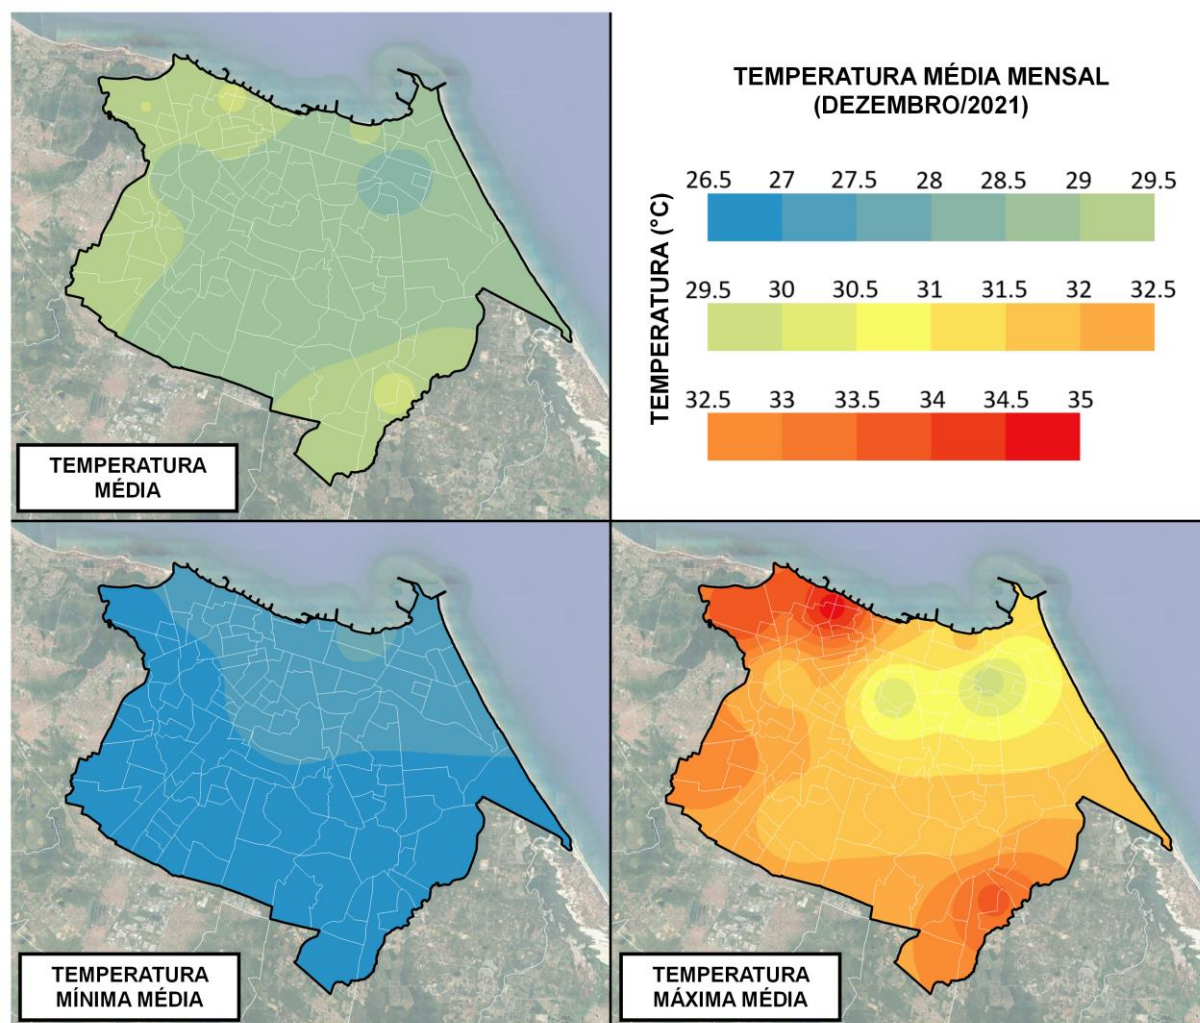 TEMPERATURA MÉDIA MENSAL
(DEZEMBRO/2021)
TEMPERATURA (°C)
26.5 27 27.5 28 28.5 29 29.5
29.5 30 30.5 31 31.5 32 32.5
32.5 33 33.5 34 34.5 35
TEMPERATURA
MÉDIA
TEMPERATURA
MÍNIMA MÉDIA
TEMPERATURA
MÁXIMA MÉDIA